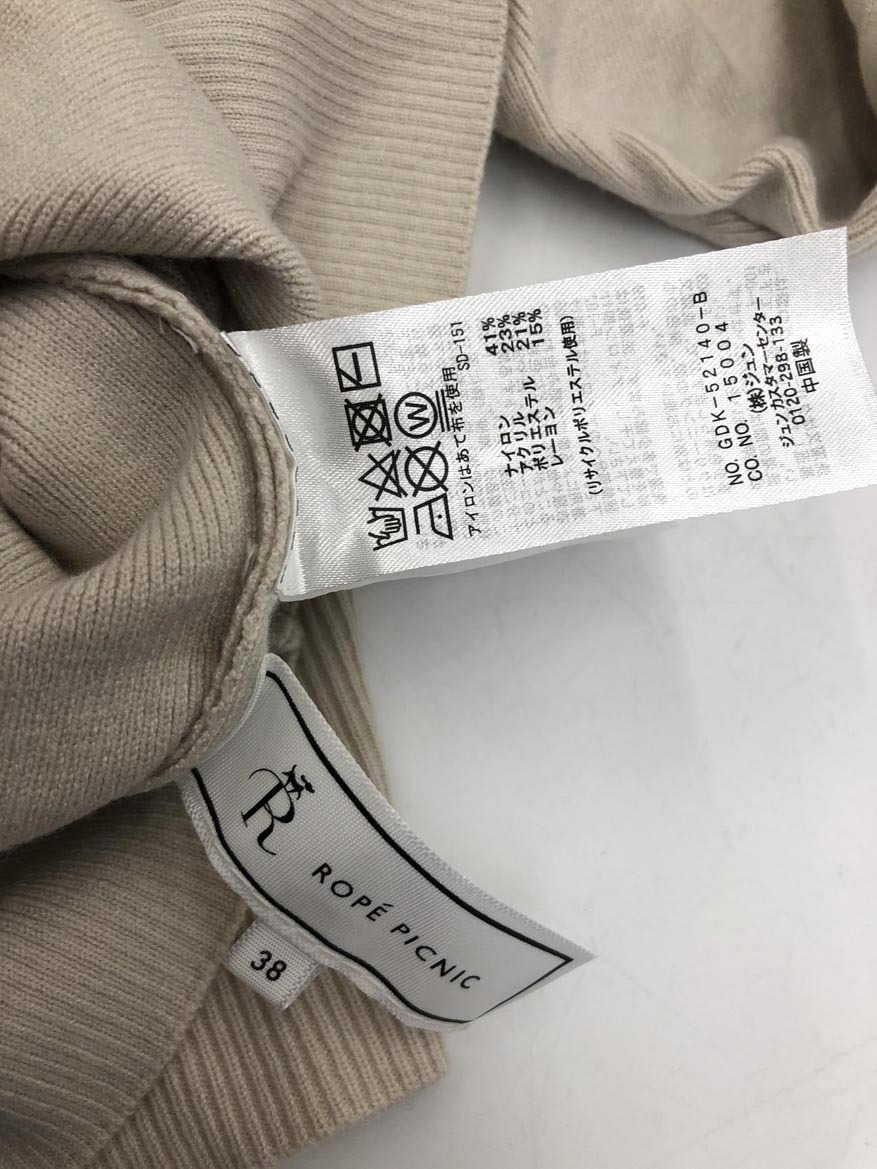 アイロンはあて布を使用
SD-151
ナイロン 41%
アクリル 23%
ポリエステル 21%
レーヨン 15%
(リサイクルポリエステル使用)
NO. GDK-52140-B
CO. NO. 15004
(株)ジュン
ジュンカスタマーセンター
0120-298-133
中国製
W
R
ROPÉ PICNIC
38